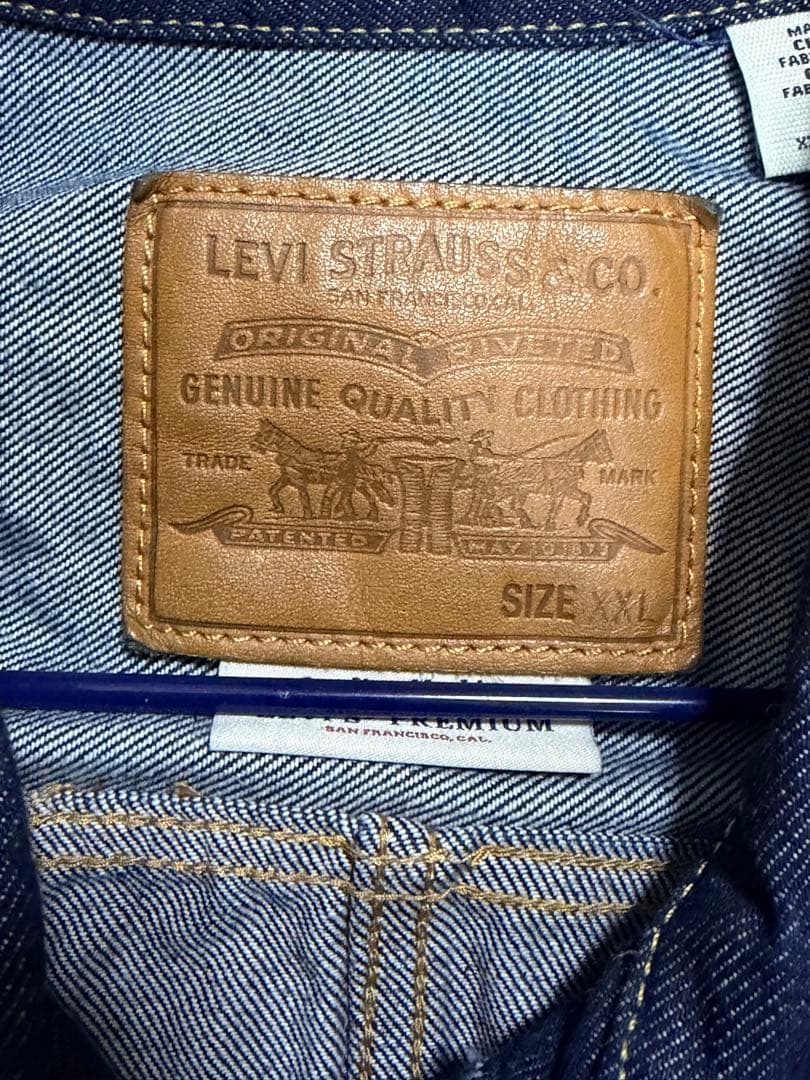 LEVI STRAUSS & CO.
SAN FRANCISCO, CAL.
ORIGINAL RIVETED
GENUINE QUALITY CLOTHING
TRADE MARK
PATENTED MAY 20 1873
SIZE XXL
PREMIUM
SAN FRANCISCO, CAL.